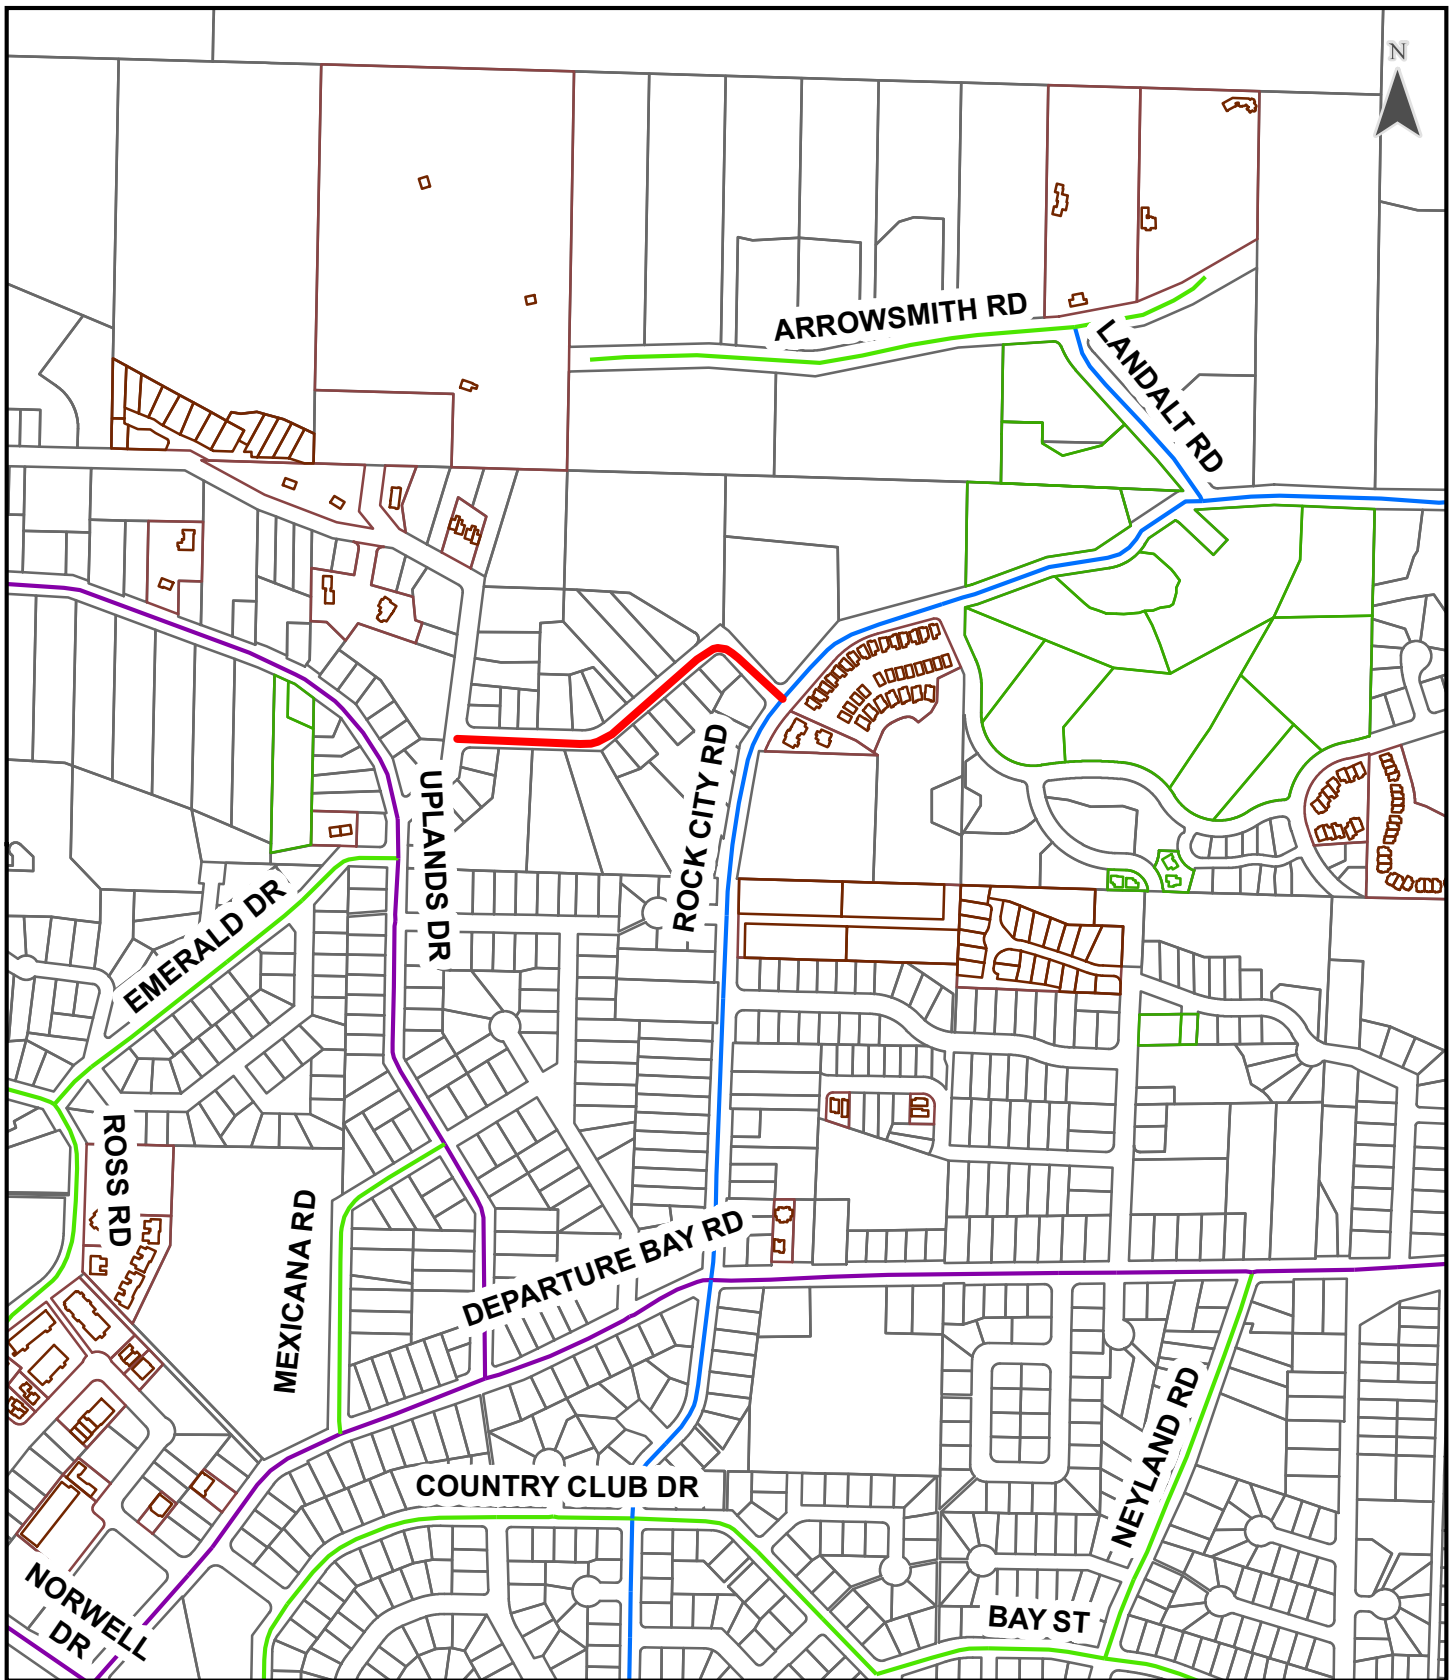 N
ARROWSMITH RD
LANDALT RD
ROCK CITY RD
UPLANDS DR
EMERALD DR
ROSS RD
MEXICANA RD
DEPARTURE BAY RD
NEYLAND RD
COUNTRY CLUB DR
NORWELL
DR
BAY ST